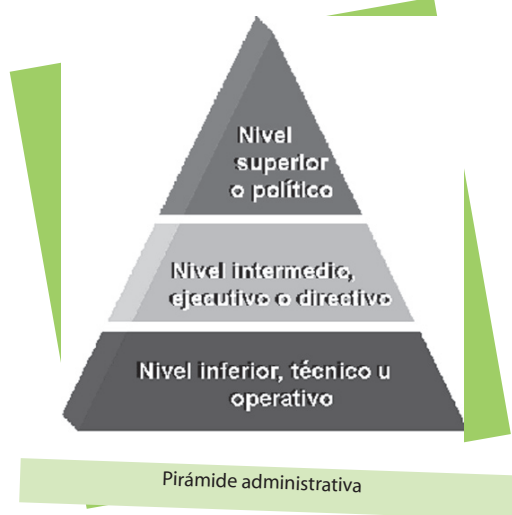 Nivel
superior
o político
Nivel intermedio,
ejecutivo o directivo
Nivel inferior, técnico u
operativo
Pirámide administrativa